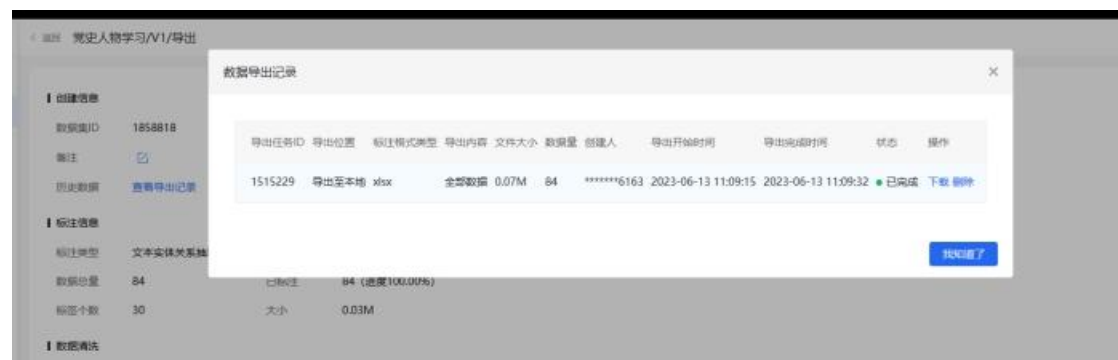 < 返回 党史人物学习/V1/导出
数据导出记录
创建信息
数据集ID 1858818
备注
历史数据 查看导出记录
导出任务ID 导出位置 标注格式类型 导出内容 文件大小 数据量 创建人 导出开始时间 导出完成时间 状态 操作
1515229 导出至本地 xlsx 全部数据 0.07M 84 *******6163 2023-06-13 11:09:15 2023-06-13 11:09:32 已完成 下载 删除
我知道了
标注信息
标注类型 文本实体关系抽
数据总量 84 已标注 84 (进度100.00%)
标签个数 30 大小 0.03M
数据清洗